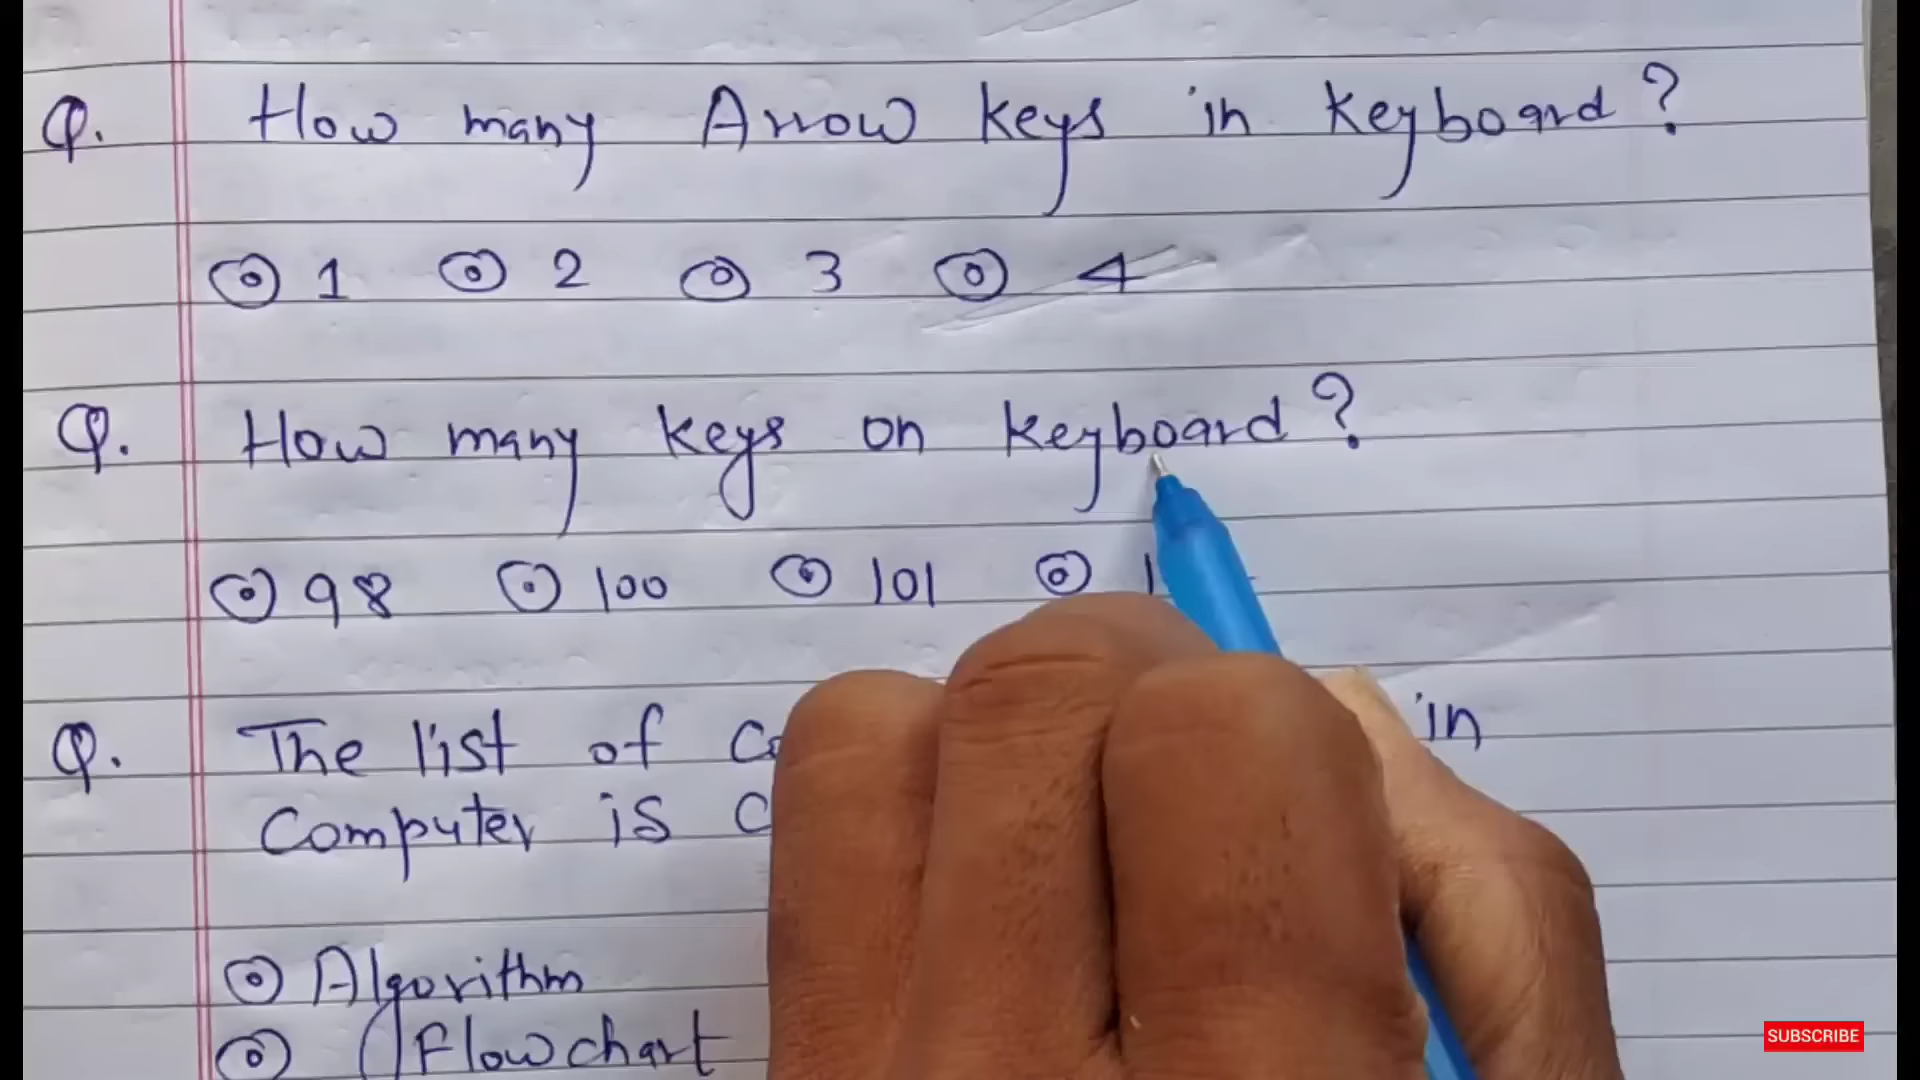 Q. How many Arrow keys in keyboard?
1 2 3 4
Q. How many keys on keyboard?
98 100 101
Q. The list of in
Computer is
Algorithm
Flowchart
SUBSCRIBE